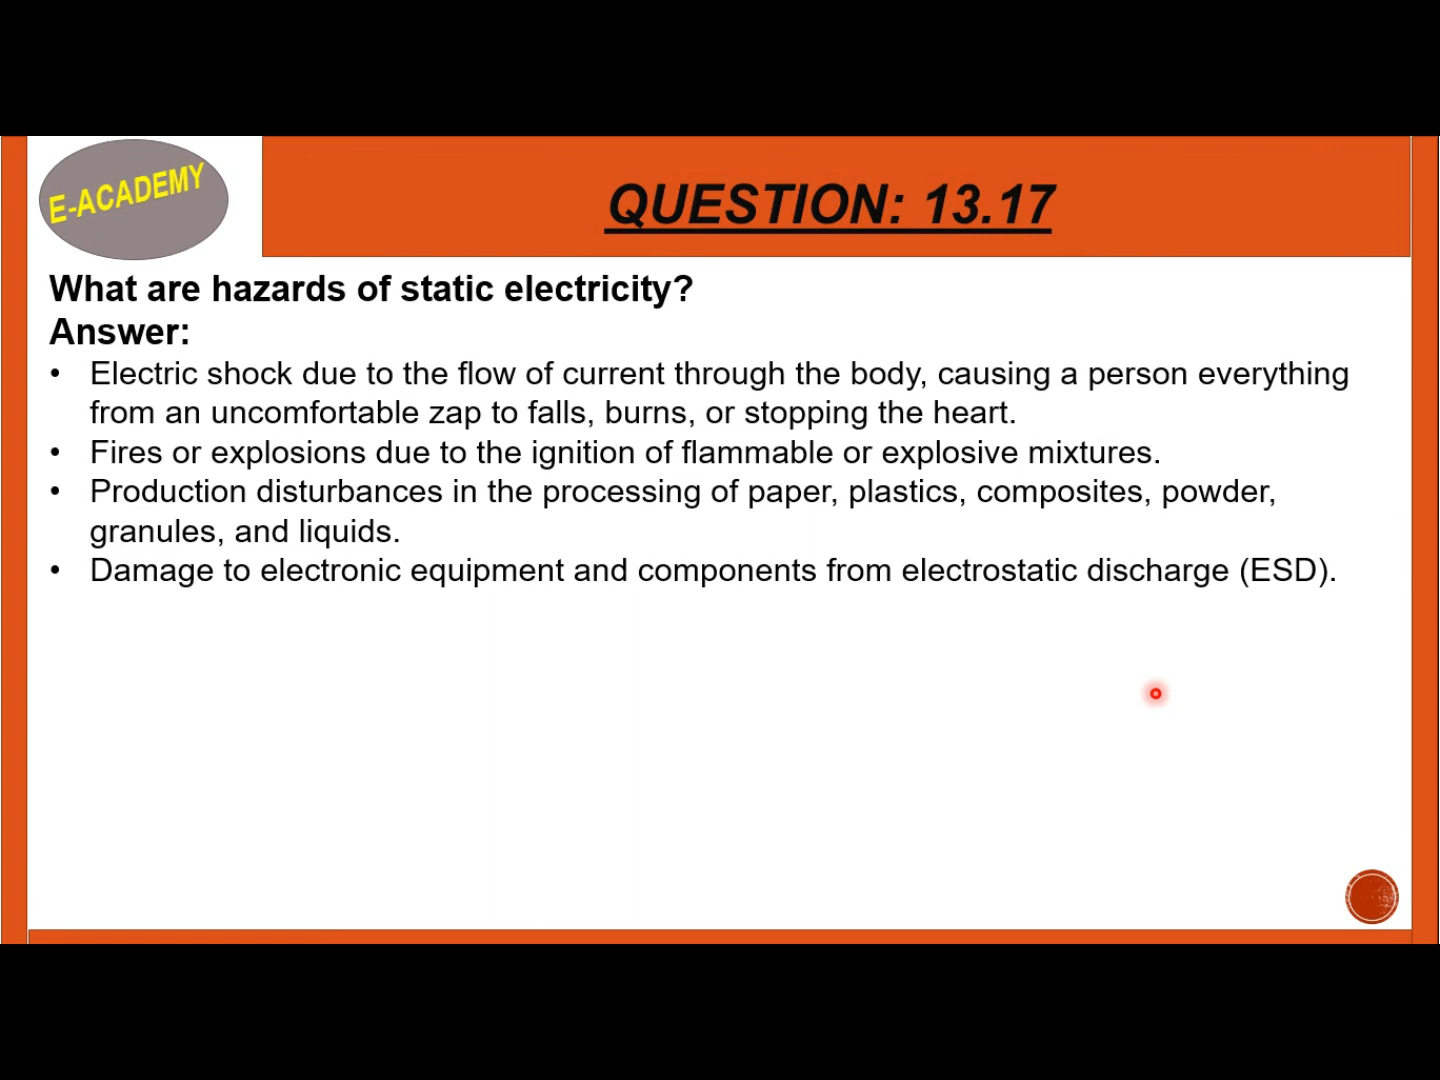 E-ACADEMY
QUESTION: 13.17
What are hazards of static electricity?
Answer:
• Electric shock due to the flow of current through the body, causing a person everything
from an uncomfortable zap to falls, burns, or stopping the heart.
• Fires or explosions due to the ignition of flammable or explosive mixtures.
• Production disturbances in the processing of paper, plastics, composites, powder,
granules, and liquids.
• Damage to electronic equipment and components from electrostatic discharge (ESD).